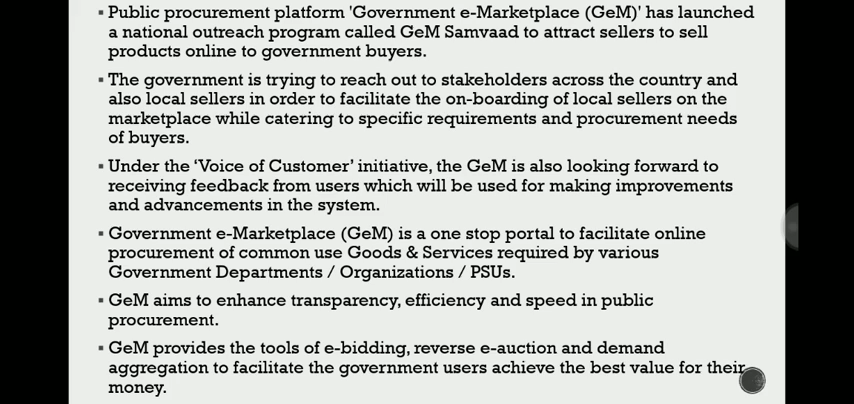 ▪ Public procurement platform 'Government e-Marketplace (GeM)' has launched
a national outreach program called GeM Samvaad to attract sellers to sell
products online to government buyers.
▪ The government is trying to reach out to stakeholders across the country and
also local sellers in order to facilitate the on-boarding of local sellers on the
marketplace while catering to specific requirements and procurement needs
of buyers.
▪ Under the ‘Voice of Customer’ initiative, the GeM is also looking forward to
receiving feedback from users which will be used for making improvements
and advancements in the system.
▪ Government e-Marketplace (GeM) is a one stop portal to facilitate online
procurement of common use Goods & Services required by various
Government Departments / Organizations / PSUs.
▪ GeM aims to enhance transparency, efficiency and speed in public
procurement.
▪ GeM provides the tools of e-bidding, reverse e-auction and demand
aggregation to facilitate the government users achieve the best value for their
money.